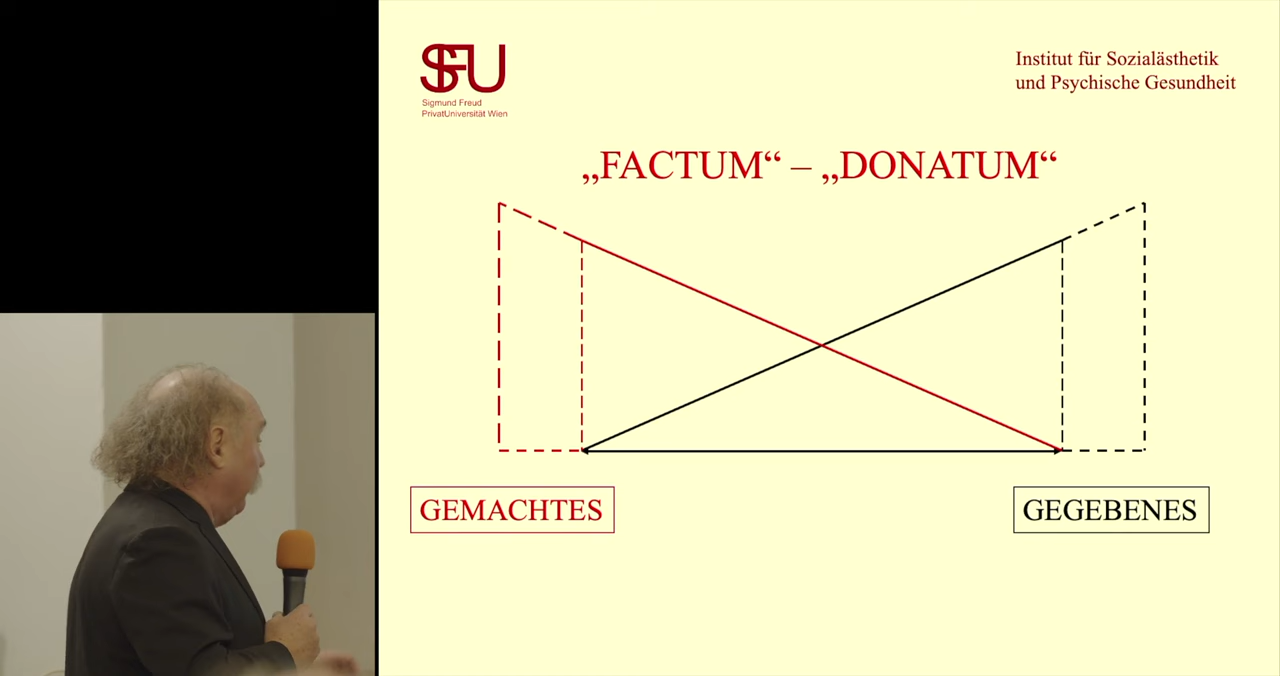 SFU
Sigmund Freud
PrivatUniversität Wien
Institut für Sozialästhetik
und Psychische Gesundheit
„FACTUM“ – „DONATUM“
GEMACHTES
GEGEBENES